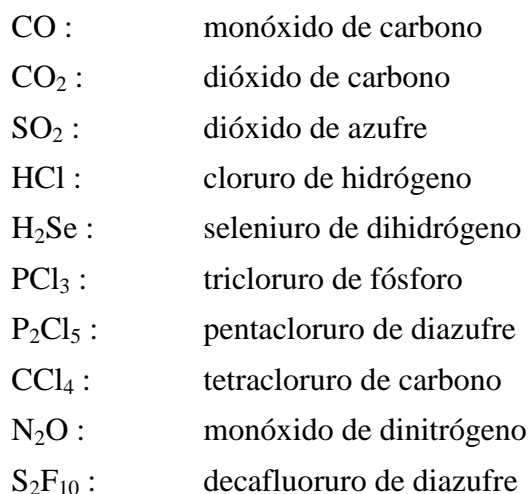 CO : monóxido de carbono
CO₂ : dióxido de carbono
SO₂ : dióxido de azufre
HCl : cloruro de hidrógeno
H₂Se : seleniuro de dihidrógeno
PCl₃ : tricloruro de fósforo
P₂Cl₅ : pentacloruro de diazufre
CCl₄ : tetracloruro de carbono
N₂O : monóxido de dinitrógeno
S₂F₁₀ : decafluoruro de diazufre